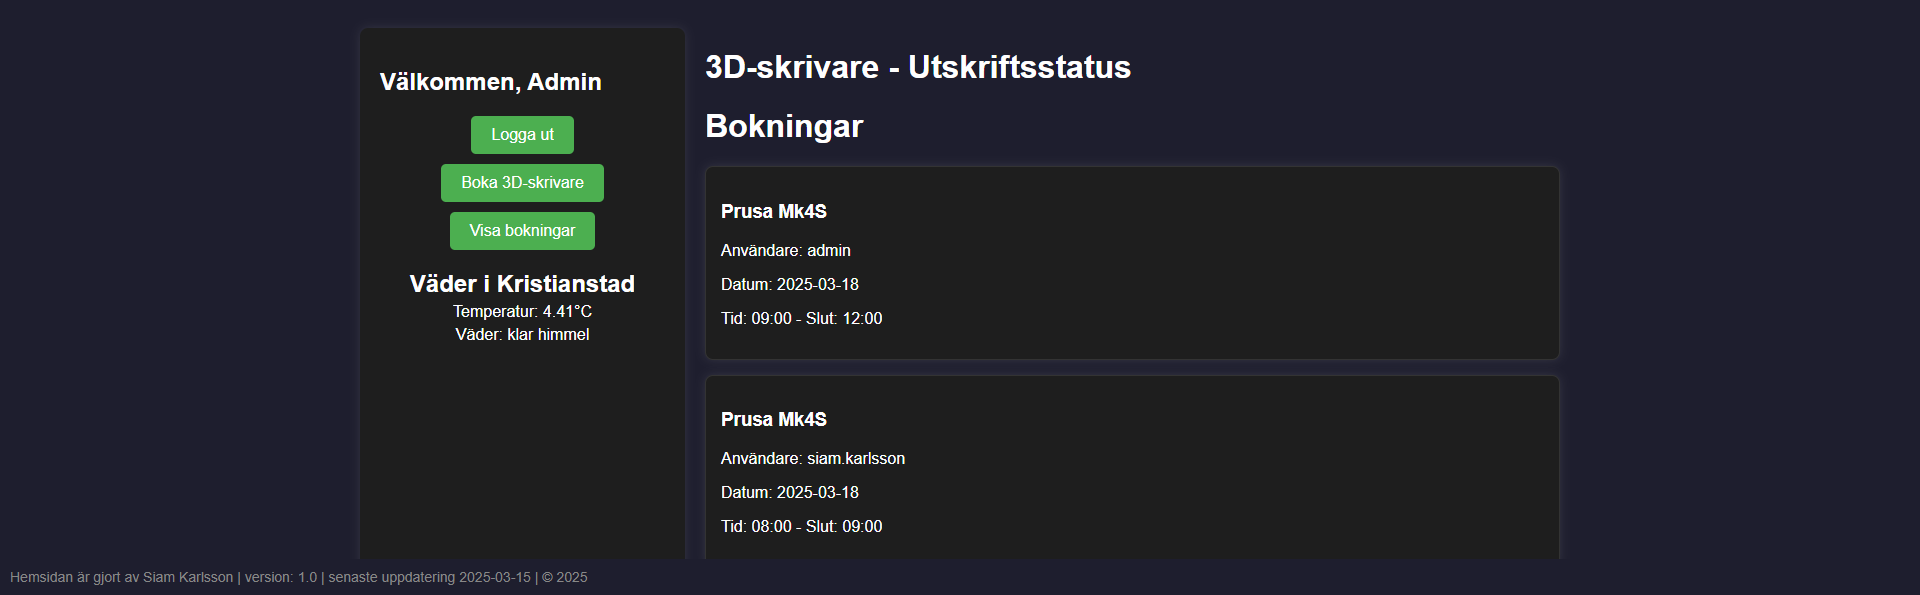 Välkommen, Admin
Logga ut
Boka 3D-skrivare
Visa bokningar
Väder i Kristianstad
Temperatur: 4.41°C
Väder: klar himmel
3D-skrivare - Utskriftsstatus
Bokningar
Prusa Mk4S
Användare: admin
Datum: 2025-03-18
Tid: 09:00 - Slut: 12:00
Prusa Mk4S
Användare: siam.karlsson
Datum: 2025-03-18
Tid: 08:00 - Slut: 09:00
Hemsidan är gjort av Siam Karlsson | version: 1.0 | senaste uppdatering 2025-03-15 | © 2025